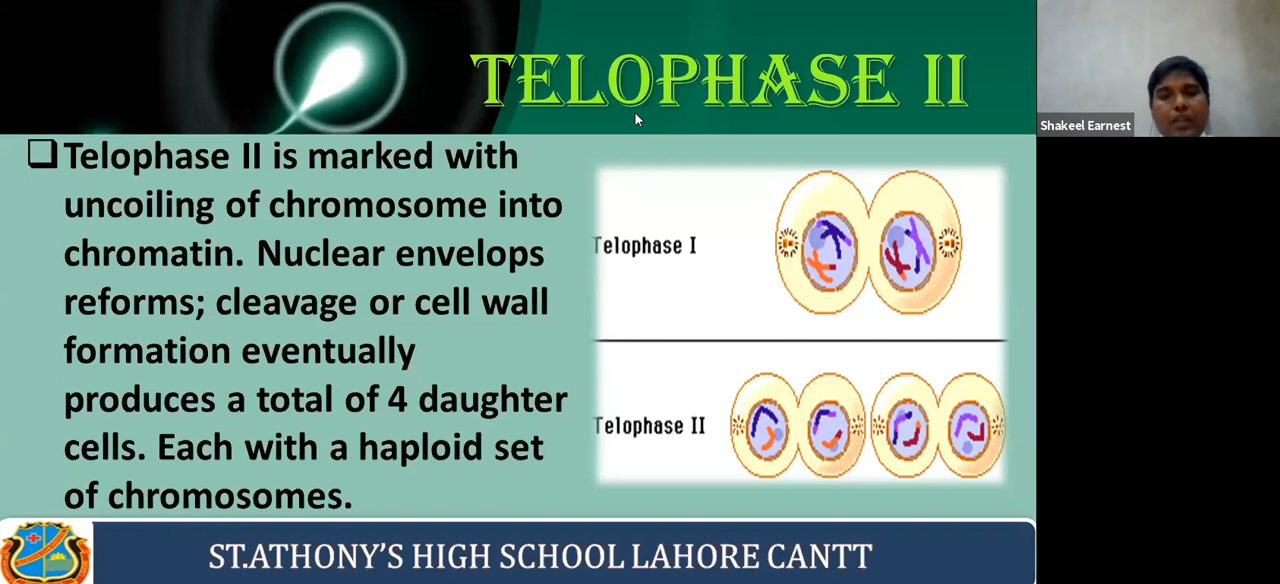 TELOPHASE II
Shakeel Earnest
Telophase II is marked with
uncoiling of chromosome into
chromatin. Nuclear envelops
reforms; cleavage or cell wall
formation eventually
produces a total of 4 daughter
cells. Each with a haploid set
of chromosomes.
Telophase I
Telophase II
ST.ATHONY'S HIGH SCHOOL LAHORE CANTT